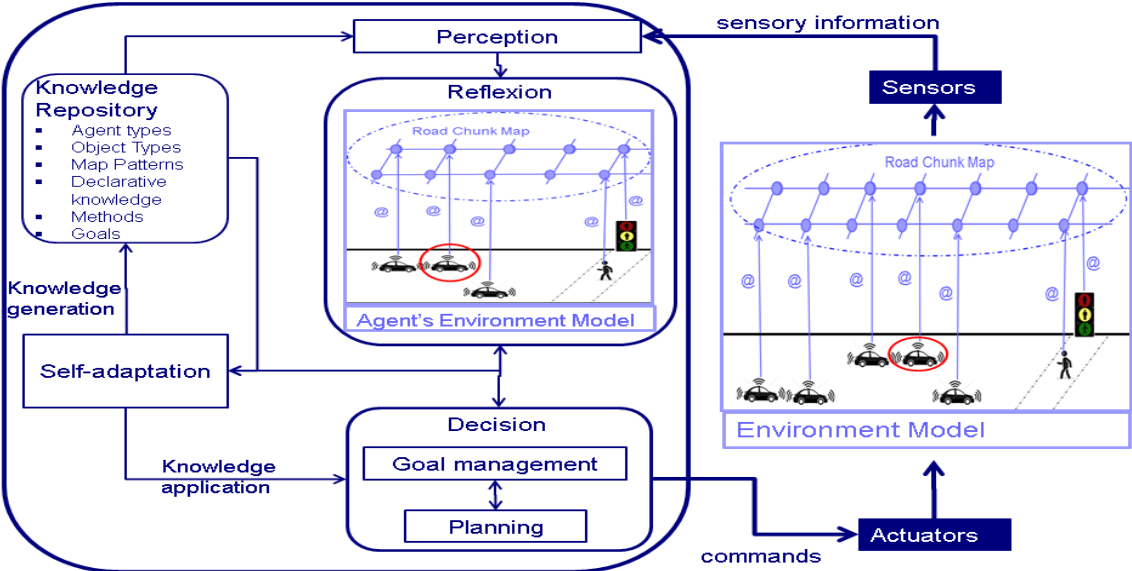 Perception
sensory information
Sensors
Knowledge
Repository
▪ Agent types
▪ Object Types
▪ Map Patterns
▪ Declarative
knowledge
▪ Methods
▪ Goals
Reflexion
Road Chunk Map
@
@
@
@
@
Agent's Environment Model
Road Chunk Map
@
@
@
@
@
@
@
Environment Model
Knowledge
generation
Self-adaptation
Knowledge
application
Decision
Goal management
Planning
commands
Actuators